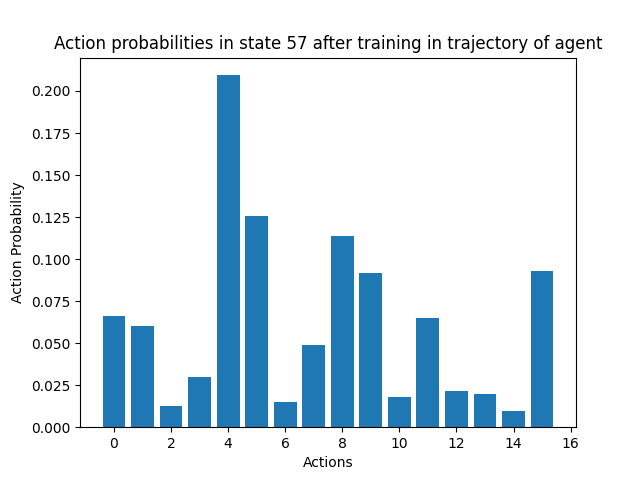 Action probabilities in state 57 after training in trajectory of agent
0.200
0.175
0.150
0.125
0.100
0.075
0.050
0.025
0.000
Action Probability
0 2 4 6 8 10 12 14 16
Actions